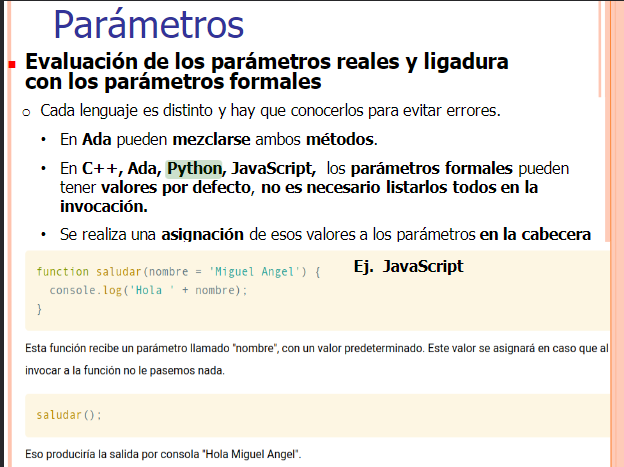 Parámetros
Evaluación de los parámetros reales y ligadura
con los parámetros formales
o Cada lenguaje es distinto y hay que conocerlos para evitar errores.
• En Ada pueden mezclarse ambos métodos.
• En C++, Ada, Python, JavaScript, los parámetros formales pueden
tener valores por defecto, no es necesario listarlos todos en la
invocación.
• Se realiza una asignación de esos valores a los parámetros en la cabecera
Ej. JavaScript
function saludar(nombre = 'Miguel Angel') {
console.log('Hola ' + nombre);
}
Esta función recibe un parámetro llamado "nombre", con un valor predeterminado. Este valor se asignará en caso que al
invocar a la función no le pasemos nada.
saludar();
Eso produciría la salida por consola "Hola Miguel Angel".